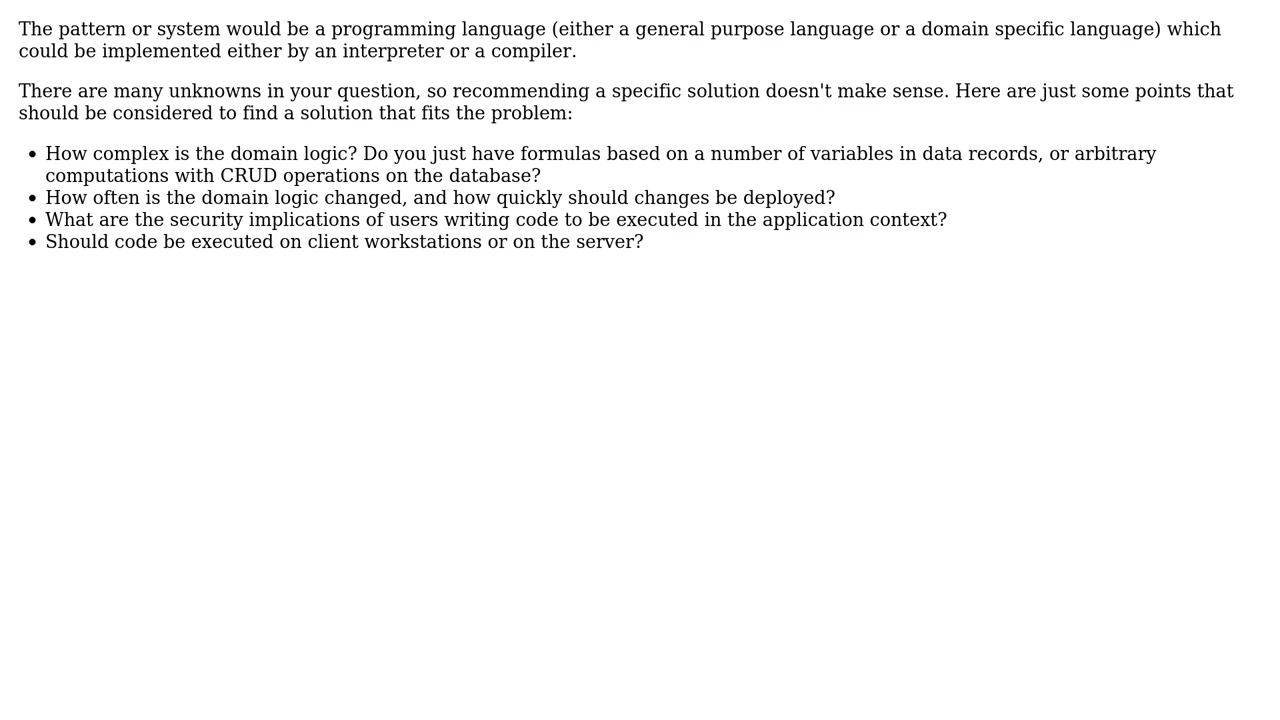 The pattern or system would be a programming language (either a general purpose language or a domain specific language) which
could be implemented either by an interpreter or a compiler.
There are many unknowns in your question, so recommending a specific solution doesn't make sense. Here are just some points that
should be considered to find a solution that fits the problem:
• How complex is the domain logic? Do you just have formulas based on a number of variables in data records, or arbitrary
computations with CRUD operations on the database?
• How often is the domain logic changed, and how quickly should changes be deployed?
• What are the security implications of users writing code to be executed in the application context?
• Should code be executed on client workstations or on the server?